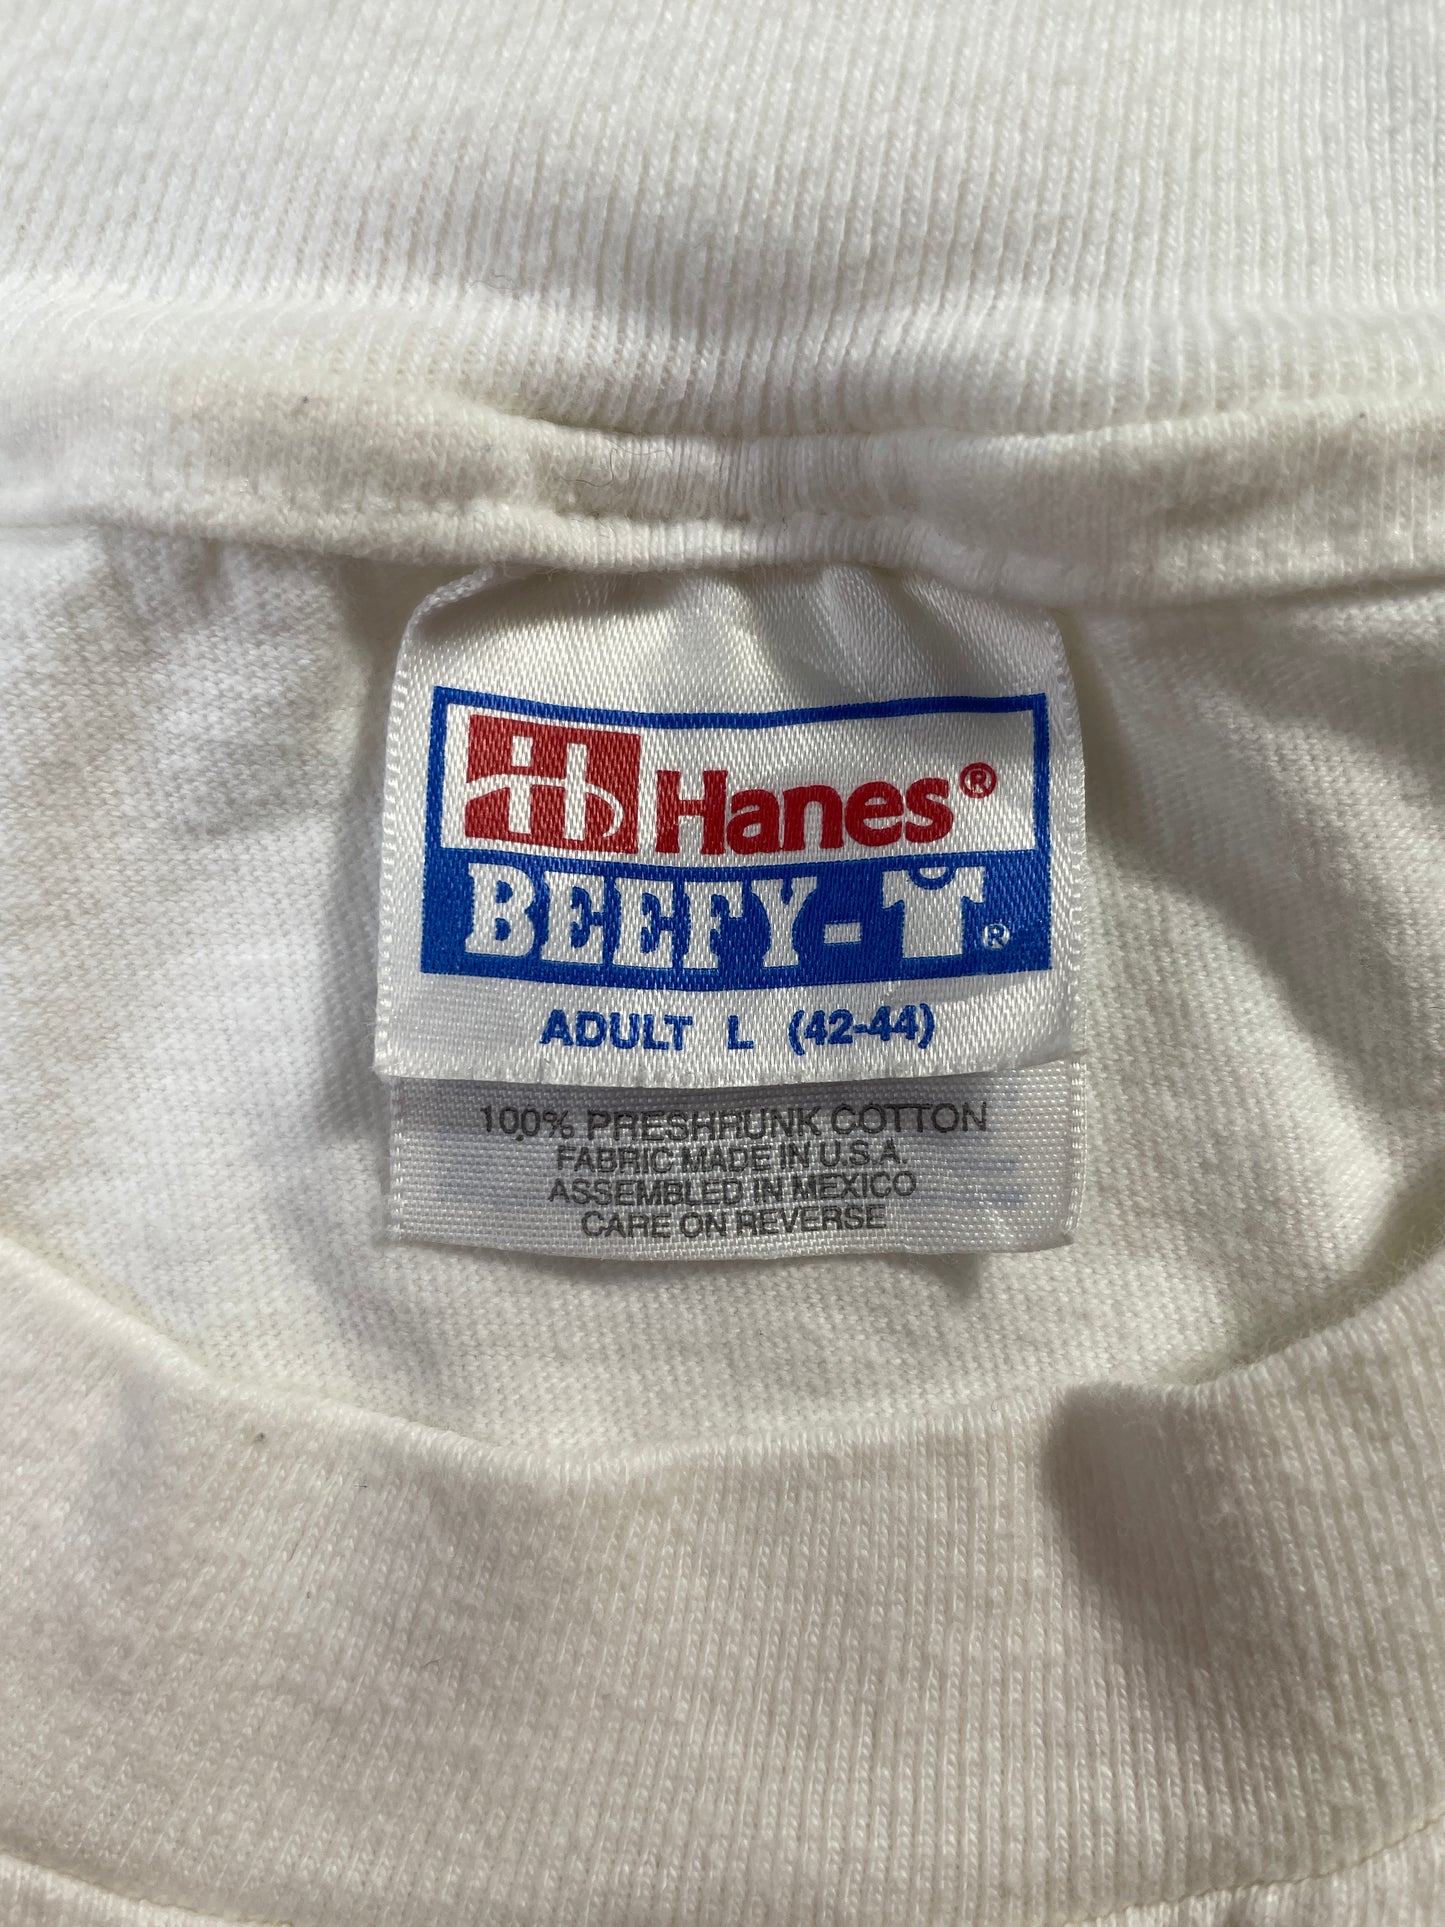 Hanes®
BEEFY-T®
ADULT L (42-44)
100% PRESHRUNK COTTON
FABRIC MADE IN U.S.A.
ASSEMBLED IN MEXICO
CARE ON REVERSE